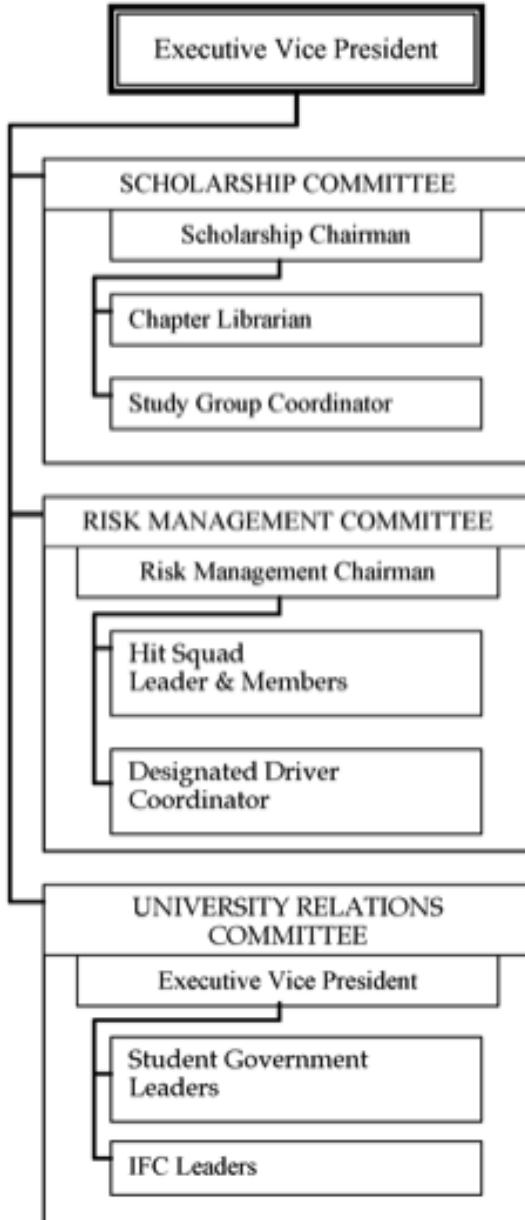 Executive Vice President
SCHOLARSHIP COMMITTEE
Scholarship Chairman
Chapter Librarian
Study Group Coordinator
RISK MANAGEMENT COMMITTEE
Risk Management Chairman
Hit Squad
Leader & Members
Designated Driver
Coordinator
UNIVERSITY RELATIONS
COMMITTEE
Executive Vice President
Student Government
Leaders
IFC Leaders